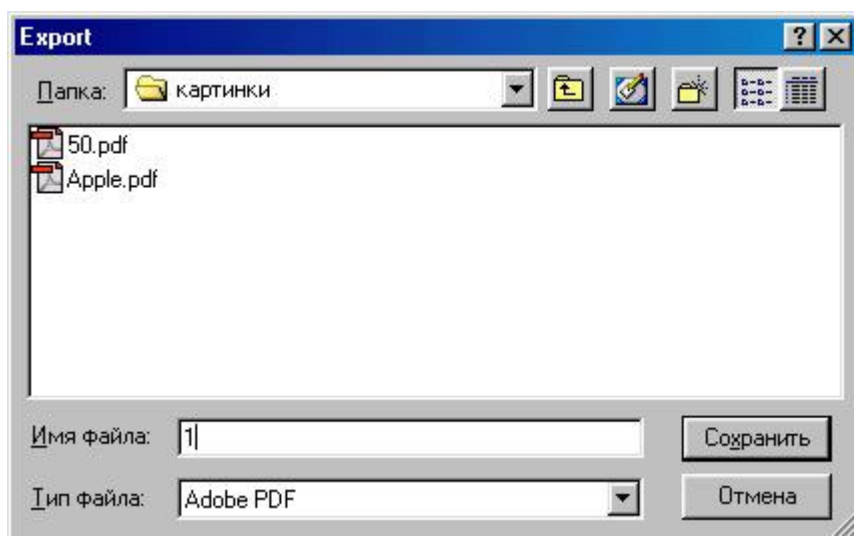 Export
Папка: картинки
50.pdf
Apple.pdf
Имя файла: 1 Сохранить
Тип файла: Adobe PDF Отмена